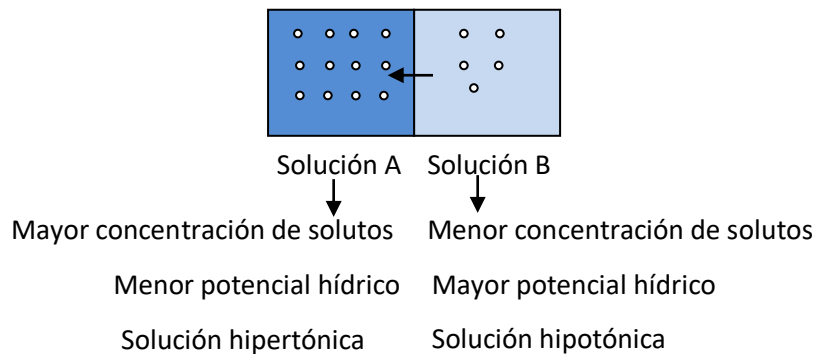 Solución A Solución B
Mayor concentración de solutos Menor concentración de solutos
Menor potencial hídrico Mayor potencial hídrico
Solución hipertónica Solución hipotónica